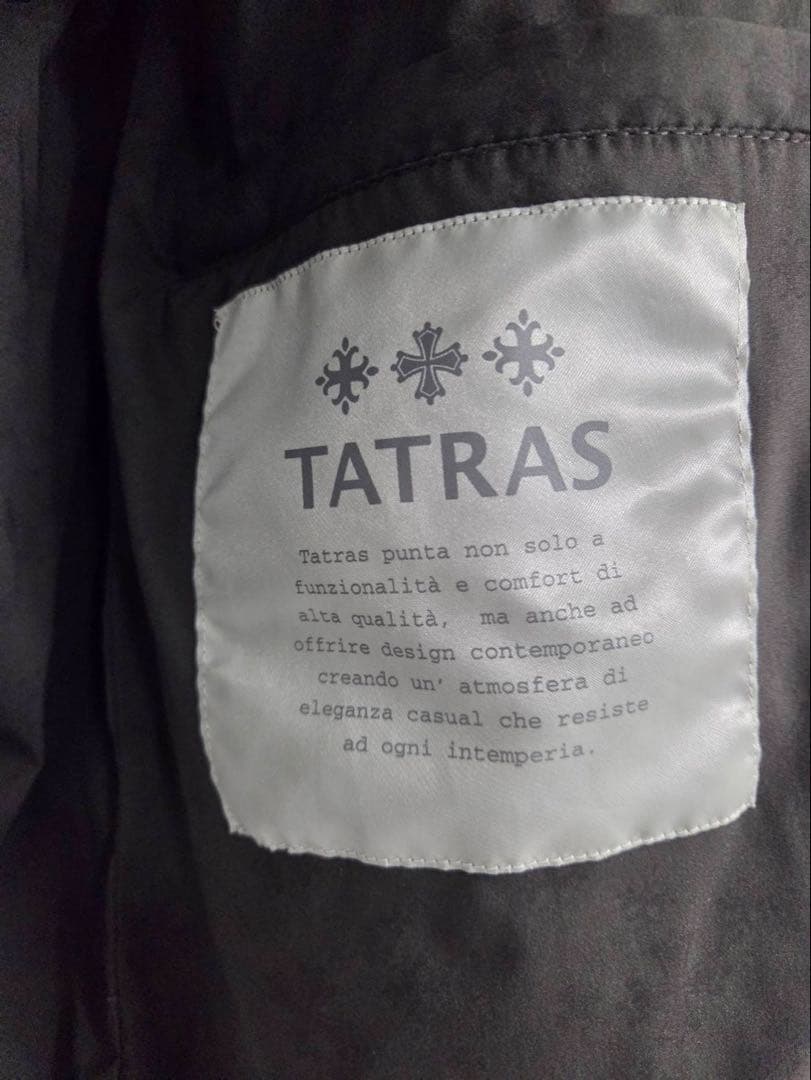 TATRAS
Tatras punta non solo a
funzionalità e comfort di
alta qualità, ma anche ad
offrire design contemporaneo
creando un' atmosfera di
eleganza casual che resiste
ad ogni intemperia.